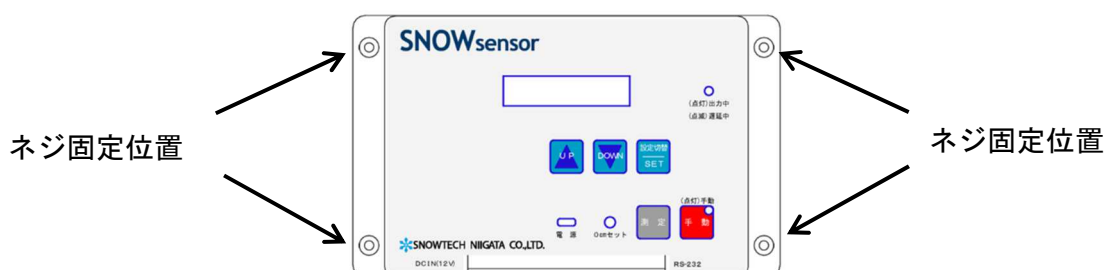 SNOWsensor
(点灯)出力中
(点滅)遅延中
ネジ固定位置
ネジ固定位置
UP
DOWN
設定切替
SET
(点灯)手動
測定
手動
電源
0cmセット
SNOWTECH NIIGATA CO.,LTD.
DC IN(12V)
RS-232